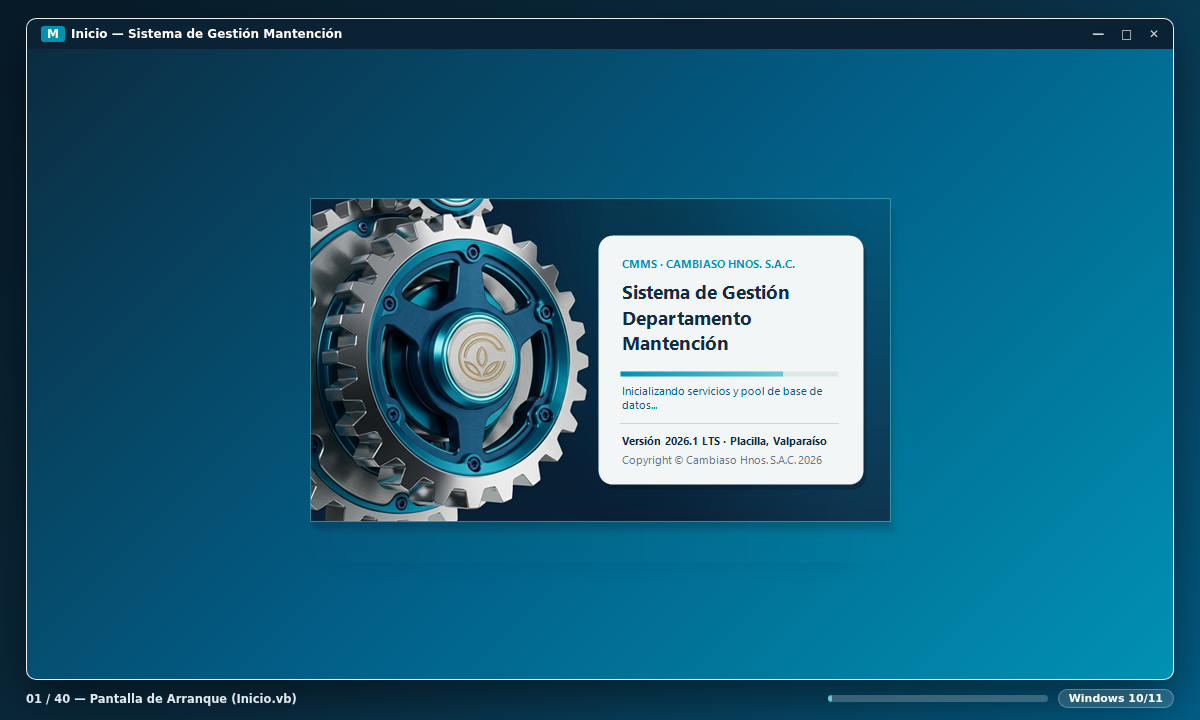 M Inicio — Sistema de Gestión Mantención
CMMS · CAMBIASO HNOS. S.A.C.
Sistema de Gestión
Departamento
Mantención
Inicializando servicios y pool de base de
datos...
Versión 2026.1 LTS · Placilla, Valparaíso
Copyright © Cambiaso Hnos. S.A.C. 2026
01 / 40 — Pantalla de Arranque (Inicio.vb)
Windows 10/11